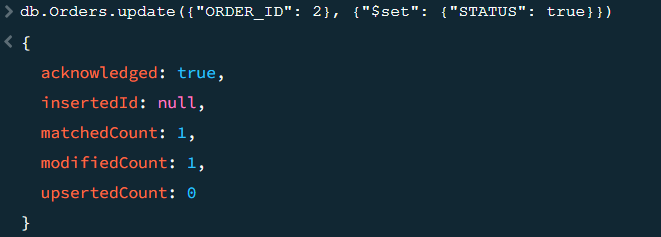 > db.Orders.update({"ORDER_ID": 2}, {"$set": {"STATUS": true}})
< {
acknowledged: true,
insertedId: null,
matchedCount: 1,
modifiedCount: 1,
upsertedCount: 0
}